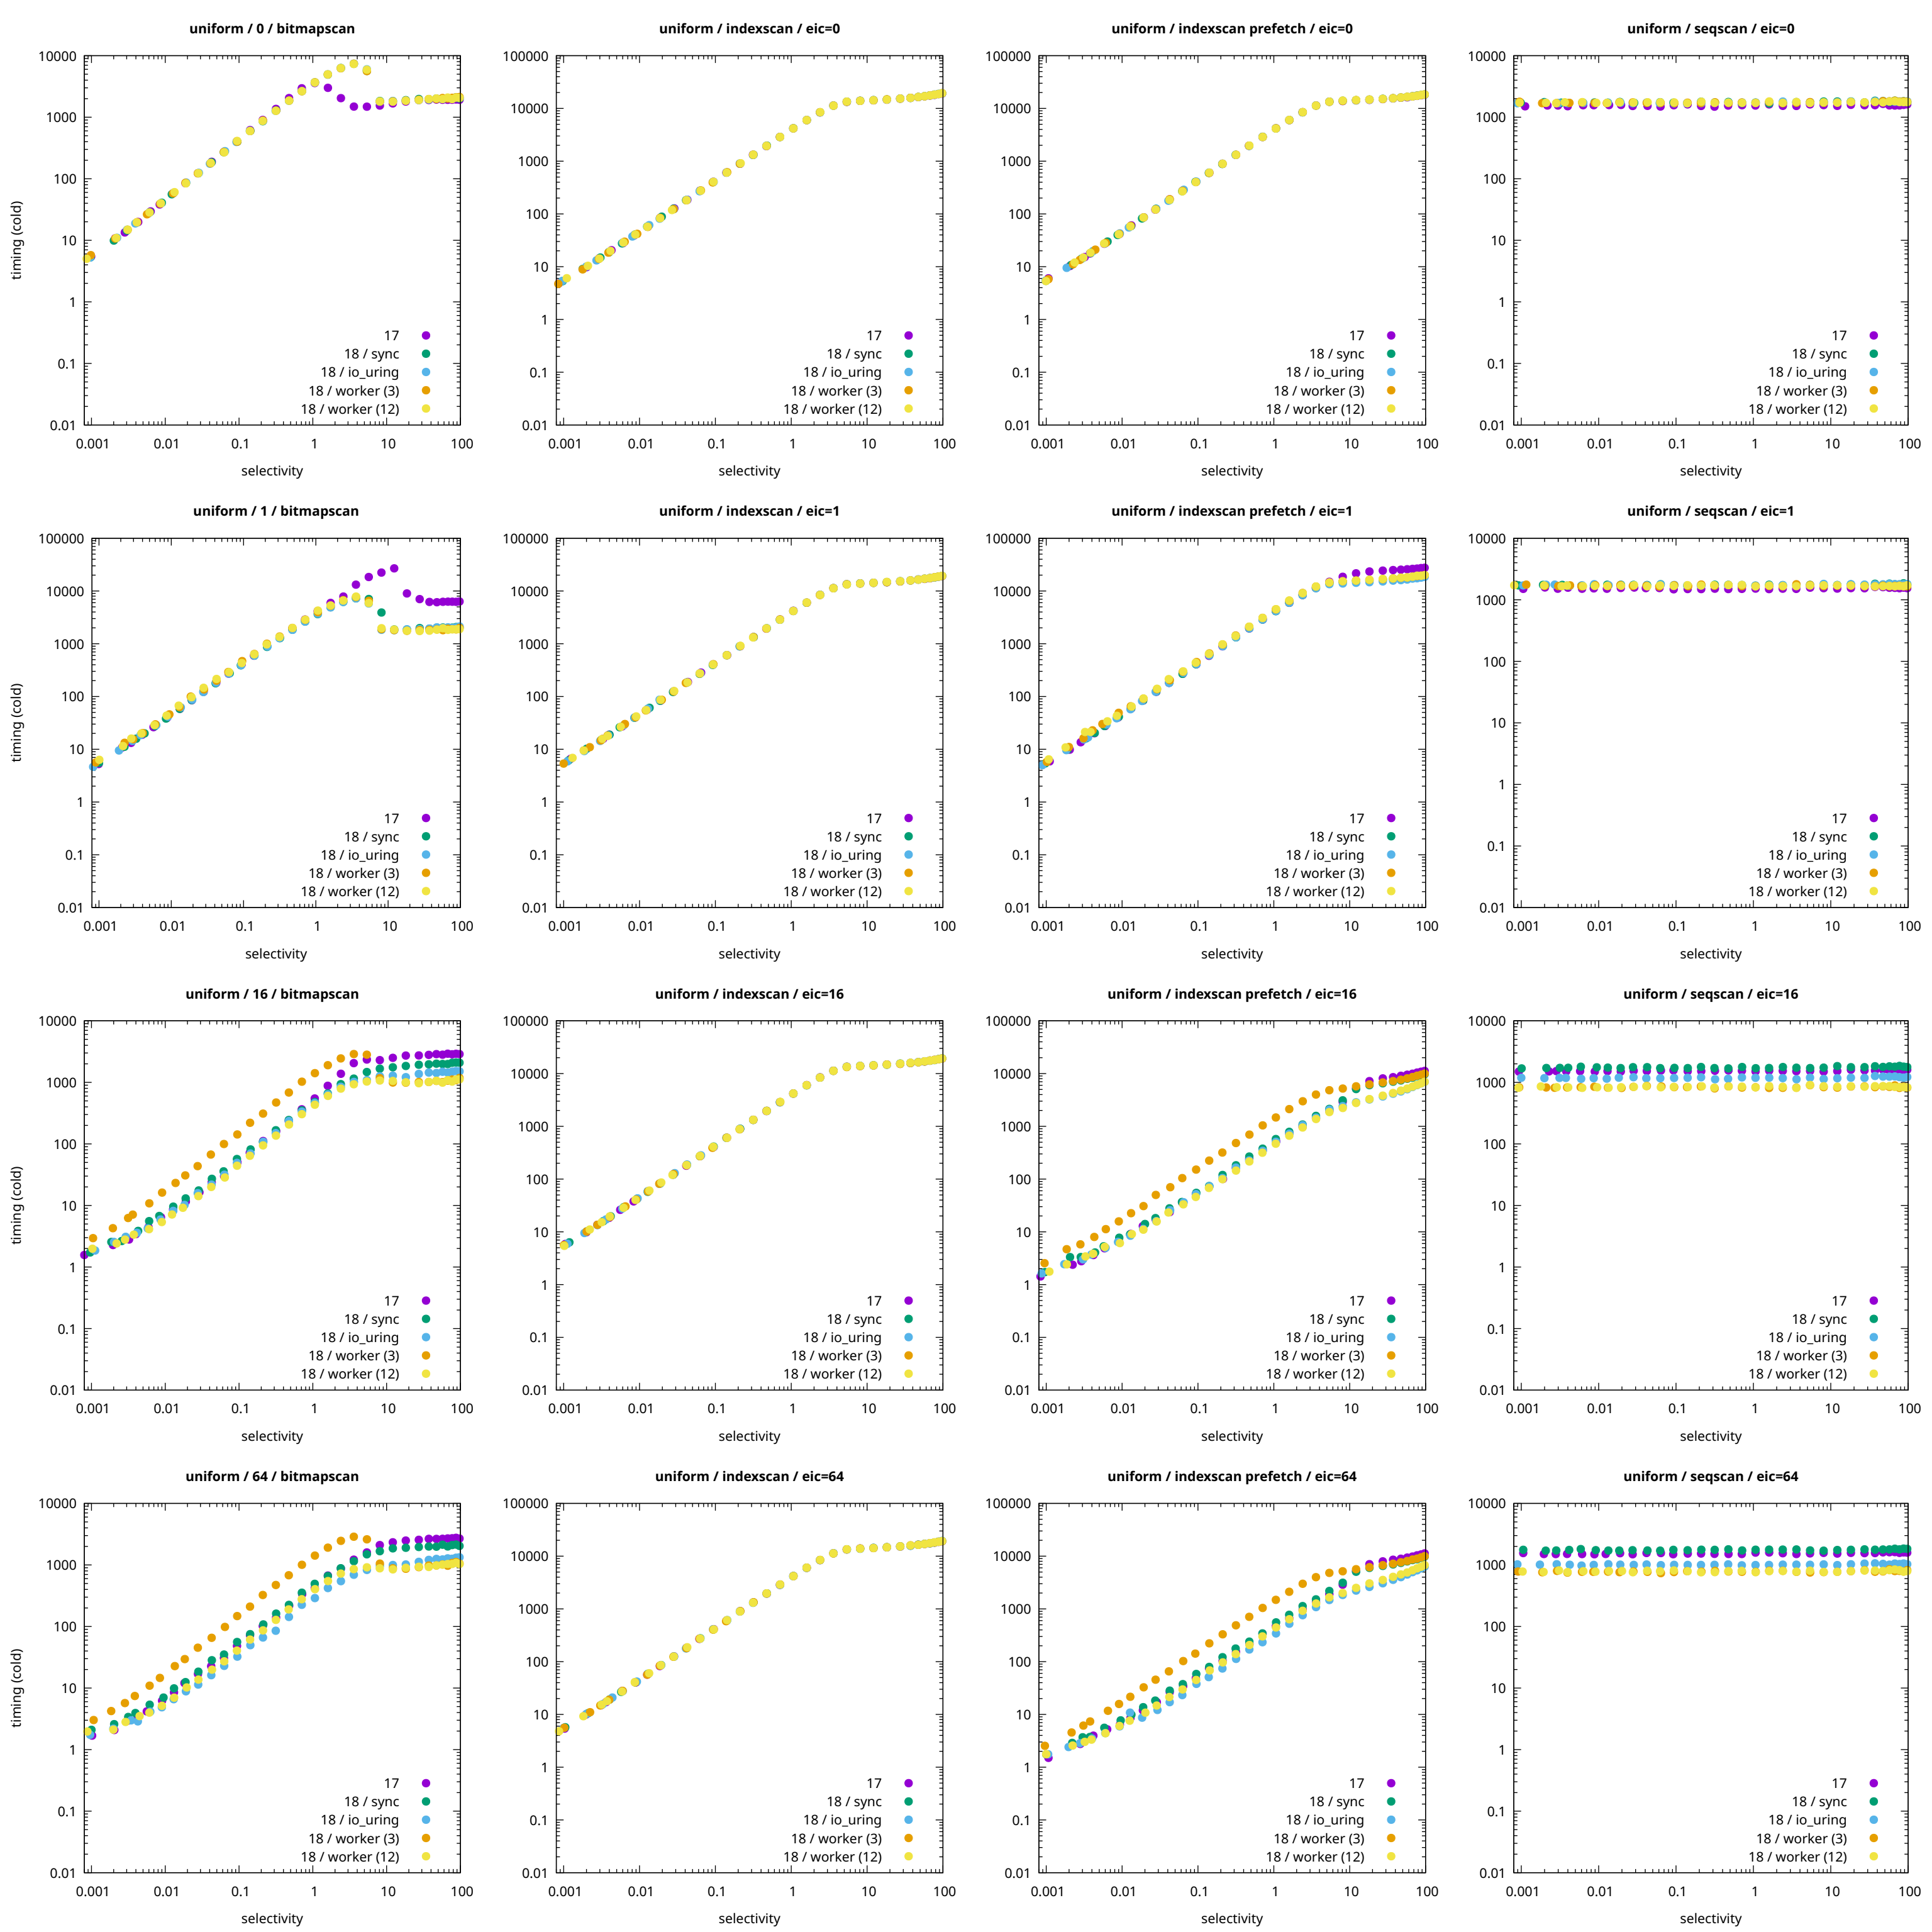 uniform / 0 / bitmapscan
timing (cold)
10000
1000
100
10
1
0.1
0.01
17
18 / sync
18 / io_uring
18 / worker (3)
18 / worker (12)
0.001 0.01 0.1 1 10 100
selectivity
uniform / indexscan / eic=0
100000
10000
1000
100
10
1
0.1
0.01
17
18 / sync
18 / io_uring
18 / worker (3)
18 / worker (12)
0.001 0.01 0.1 1 10 100
selectivity
uniform / indexscan prefetch / eic=0
100000
10000
1000
100
10
1
0.1
0.01
17
18 / sync
18 / io_uring
18 / worker (3)
18 / worker (12)
0.001 0.01 0.1 1 10 100
selectivity
uniform / seqscan / eic=0
10000
1000
100
10
1
0.1
0.01
17
18 / sync
18 / io_uring
18 / worker (3)
18 / worker (12)
0.001 0.01 0.1 1 10 100
selectivity
uniform / 1 / bitmapscan
timing (cold)
100000
10000
1000
100
10
1
0.1
0.01
17
18 / sync
18 / io_uring
18 / worker (3)
18 / worker (12)
0.001 0.01 0.1 1 10 100
selectivity
uniform / indexscan / eic=1
100000
10000
1000
100
10
1
0.1
0.01
17
18 / sync
18 / io_uring
18 / worker (3)
18 / worker (12)
0.001 0.01 0.1 1 10 100
selectivity
uniform / indexscan prefetch / eic=1
100000
10000
1000
100
10
1
0.1
0.01
17
18 / sync
18 / io_uring
18 / worker (3)
18 / worker (12)
0.001 0.01 0.1 1 10 100
selectivity
uniform / seqscan / eic=1
10000
1000
100
10
1
0.1
0.01
17
18 / sync
18 / io_uring
18 / worker (3)
18 / worker (12)
0.001 0.01 0.1 1 10 100
selectivity
uniform / 16 / bitmapscan
timing (cold)
10000
1000
100
10
1
0.1
0.01
17
18 / sync
18 / io_uring
18 / worker (3)
18 / worker (12)
0.001 0.01 0.1 1 10 100
selectivity
uniform / indexscan / eic=16
100000
10000
1000
100
10
1
0.1
0.01
17
18 / sync
18 / io_uring
18 / worker (3)
18 / worker (12)
0.001 0.01 0.1 1 10 100
selectivity
uniform / indexscan prefetch / eic=16
100000
10000
1000
100
10
1
0.1
0.01
17
18 / sync
18 / io_uring
18 / worker (3)
18 / worker (12)
0.001 0.01 0.1 1 10 100
selectivity
uniform / seqscan / eic=16
10000
1000
100
10
1
0.1
0.01
17
18 / sync
18 / io_uring
18 / worker (3)
18 / worker (12)
0.001 0.01 0.1 1 10 100
selectivity
uniform / 64 / bitmapscan
timing (cold)
10000
1000
100
10
1
0.1
0.01
17
18 / sync
18 / io_uring
18 / worker (3)
18 / worker (12)
0.001 0.01 0.1 1 10 100
selectivity
uniform / indexscan / eic=64
100000
10000
1000
100
10
1
0.1
0.01
17
18 / sync
18 / io_uring
18 / worker (3)
18 / worker (12)
0.001 0.01 0.1 1 10 100
selectivity
uniform / indexscan prefetch / eic=64
100000
10000
1000
100
10
1
0.1
0.01
17
18 / sync
18 / io_uring
18 / worker (3)
18 / worker (12)
0.001 0.01 0.1 1 10 100
selectivity
uniform / seqscan / eic=64
10000
1000
100
10
1
0.1
0.01
17
18 / sync
18 / io_uring
18 / worker (3)
18 / worker (12)
0.001 0.01 0.1 1 10 100
selectivity